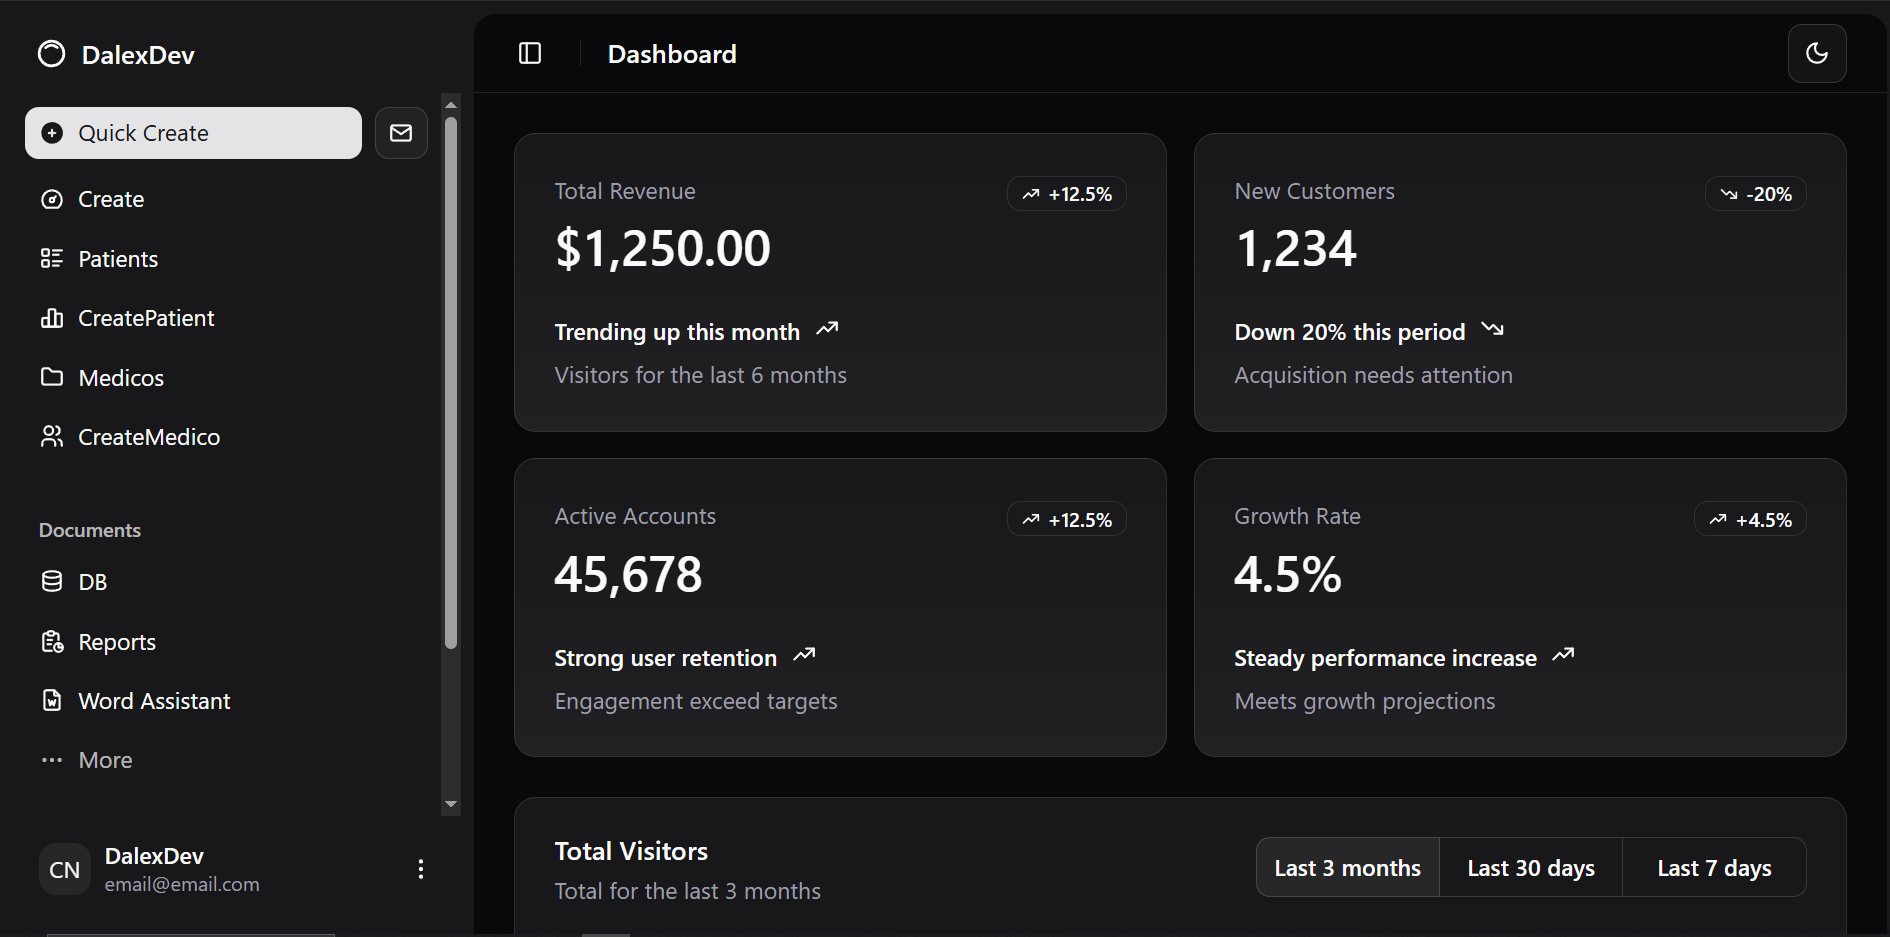 DalexDev
Quick Create
Create
Patients
CreatePatient
Medicos
CreateMedico
Documents
DB
Reports
Word Assistant
More
CN
DalexDev
email@email.com
Dashboard
Total Revenue
+12.5%
$1,250.00
Trending up this month
Visitors for the last 6 months
New Customers
-20%
1,234
Down 20% this period
Acquisition needs attention
Active Accounts
+12.5%
45,678
Strong user retention
Engagement exceed targets
Growth Rate
+4.5%
4.5%
Steady performance increase
Meets growth projections
Total Visitors
Total for the last 3 months
Last 3 months
Last 30 days
Last 7 days